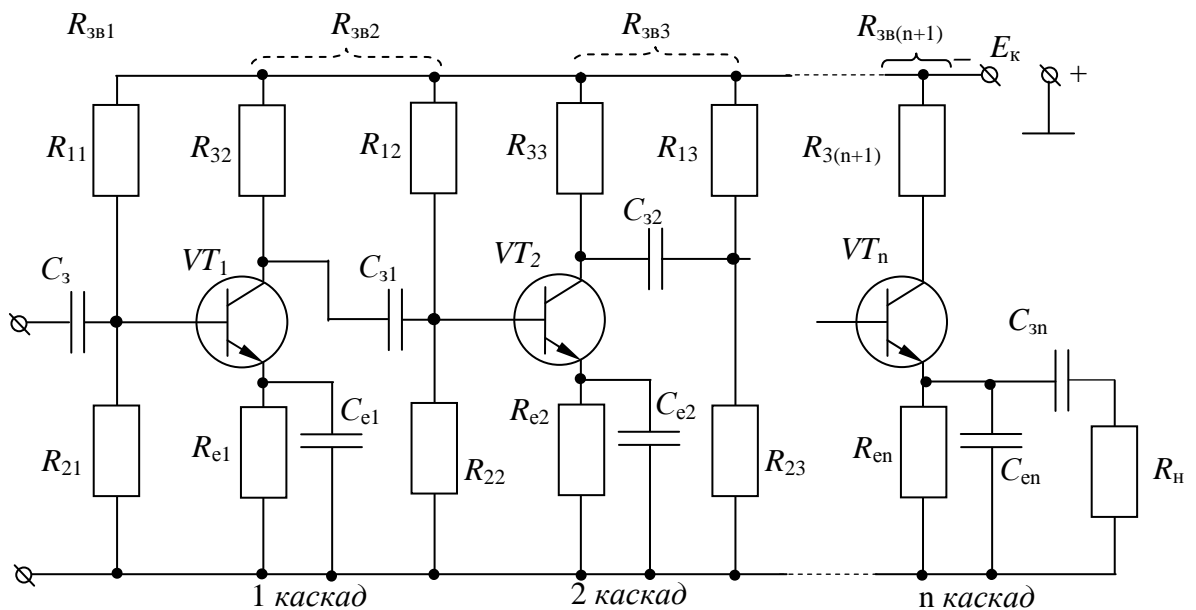 Rзв1
Rзв2
Rзв3
Rзв(n+1)
– Eк
+
R11
R32
R12
R33
R13
R3(n+1)
Cз
VT1
Cз1
VT2
Cз2
VTn
Cзn
R21
Re1
Ce1
R22
Re2
Ce2
R23
Ren
Cen
Rн
1 каскад
2 каскад
n каскад